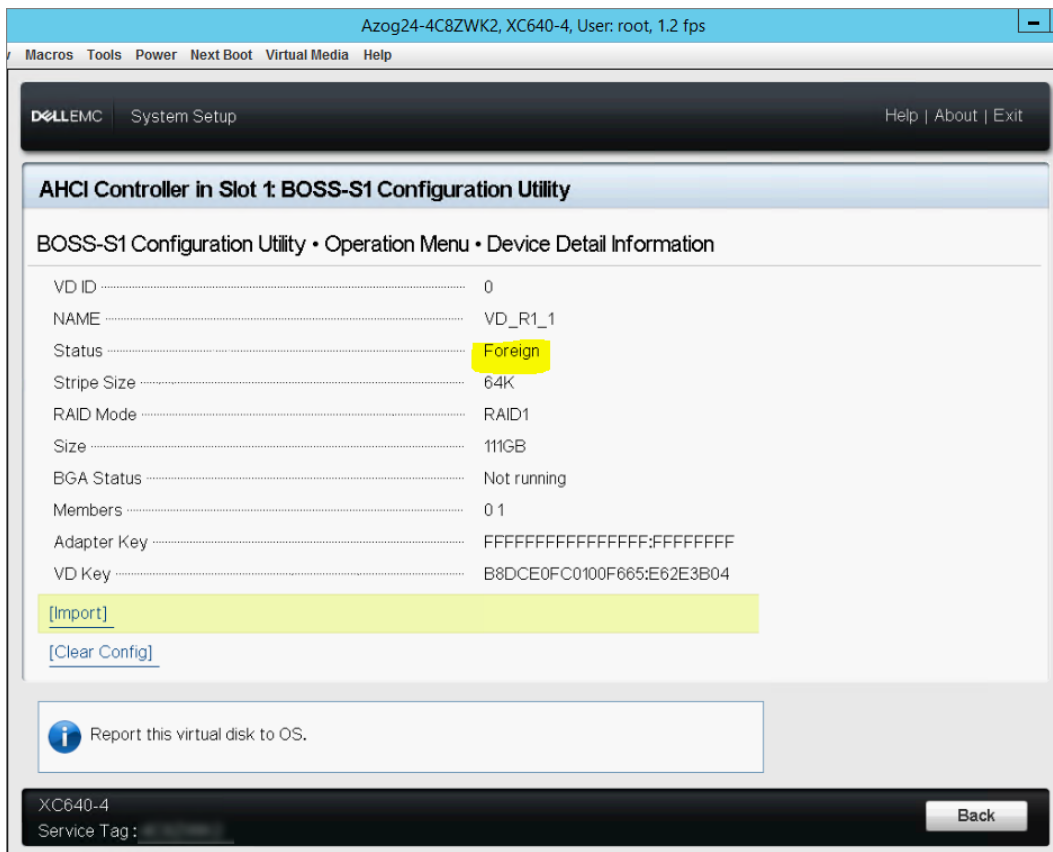 Azog24-4C8ZWK2, XC640-4, User: root, 1.2 fps
Macros Tools Power Next Boot Virtual Media Help
DELLEMC System Setup Help | About | Exit
AHCI Controller in Slot 1: BOSS-S1 Configuration Utility
BOSS-S1 Configuration Utility • Operation Menu • Device Detail Information
VD ID 0
NAME VD_R1_1
Status Foreign
Stripe Size 64K
RAID Mode RAID1
Size 111GB
BGA Status Not running
Members 0 1
Adapter Key FFFFFFFFFFFFFFFF:FFFFFFFF
VD Key B8DCE0FC0100F665:E62E3B04
[Import]
[Clear Config]
Report this virtual disk to OS.
XC640-4
Service Tag:
Back